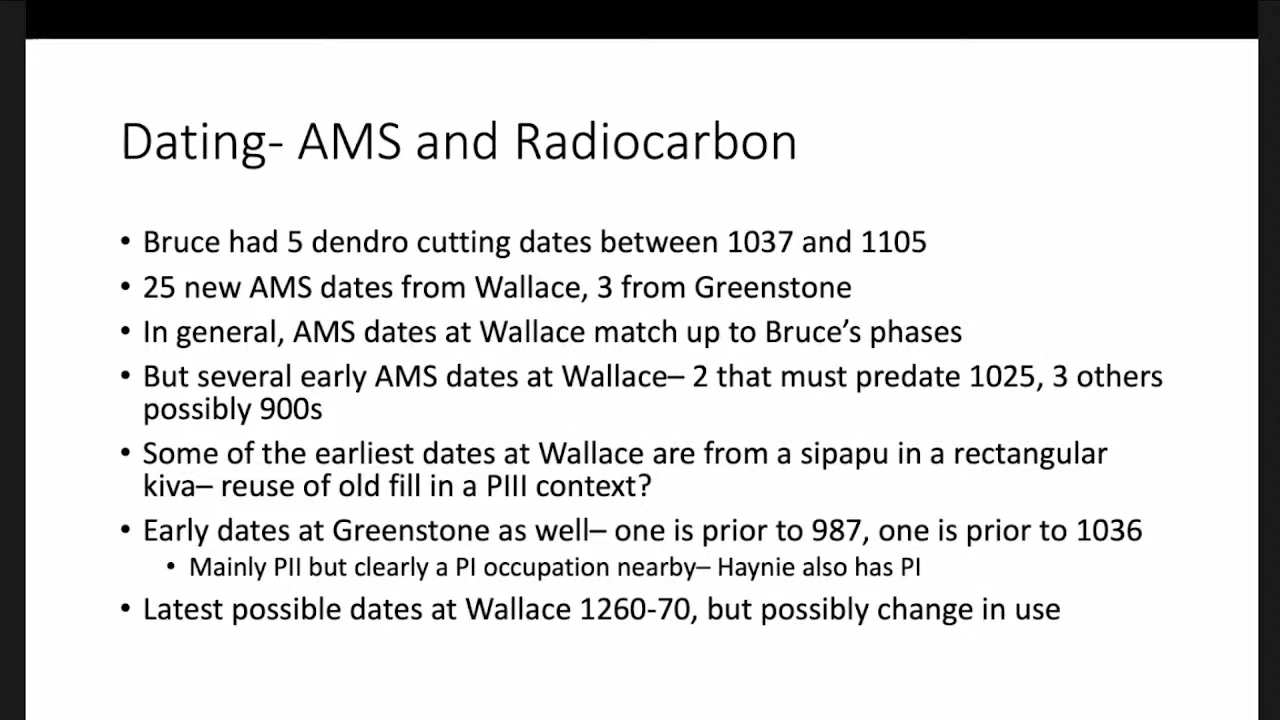 Dating- AMS and Radiocarbon
• Bruce had 5 dendro cutting dates between 1037 and 1105
• 25 new AMS dates from Wallace, 3 from Greenstone
• In general, AMS dates at Wallace match up to Bruce’s phases
• But several early AMS dates at Wallace– 2 that must predate 1025, 3 others
possibly 900s
• Some of the earliest dates at Wallace are from a sipapu in a rectangular
kiva– reuse of old fill in a PIII context?
• Early dates at Greenstone as well– one is prior to 987, one is prior to 1036
• Mainly PII but clearly a PI occupation nearby– Haynie also has PI
• Latest possible dates at Wallace 1260-70, but possibly change in use